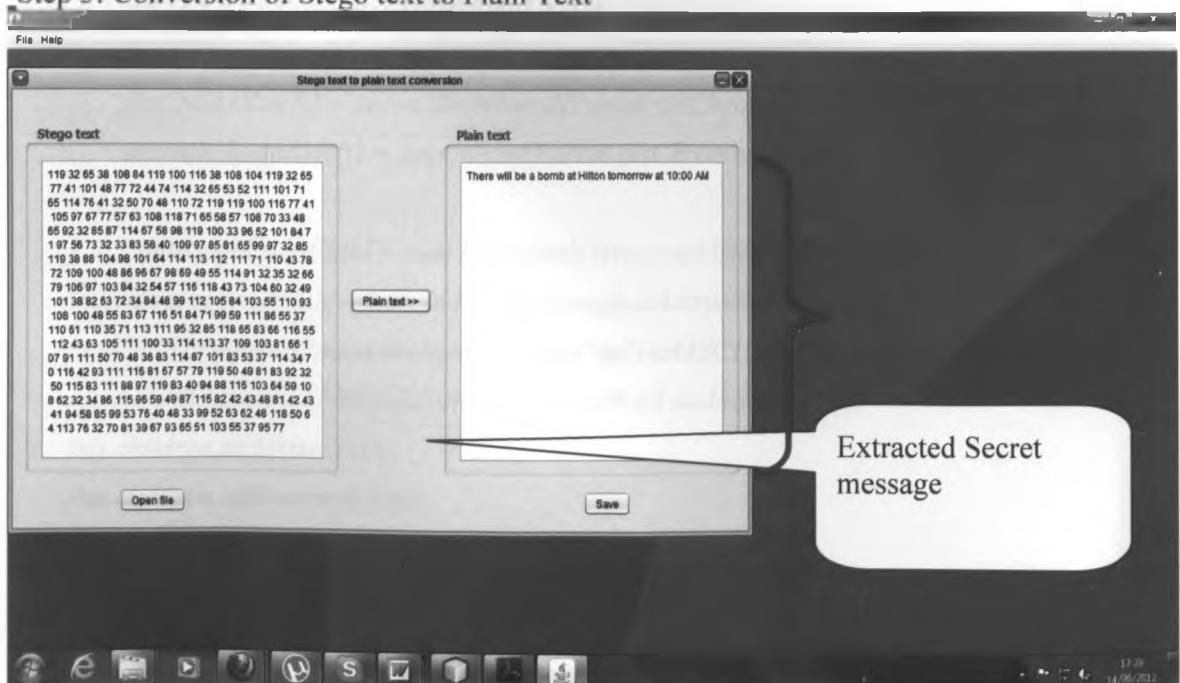 Step 5: Conversion of Stego text to Plain Text
File Help
Stego text to plain text conversion
Stego text
Plain text
119 32 65 38 108 84 119 100 116 38 108 104 119 32 65
77 41 101 48 77 72 44 74 114 32 65 53 52 111 101 71
65 114 76 41 32 50 70 48 110 72 119 119 100 116 77 41
105 97 67 77 57 63 108 118 71 65 58 57 108 70 33 48
65 92 32 85 87 114 67 58 98 119 100 33 96 52 101 84 7
1 97 56 73 32 33 83 58 40 109 97 85 81 65 99 97 32 85
119 38 88 104 98 101 64 114 113 112 111 71 110 43 78
72 109 100 48 86 96 67 98 69 49 55 114 91 32 35 32 66
79 106 97 103 84 32 54 57 116 118 43 73 104 60 32 49
101 38 82 63 72 34 84 48 99 112 105 84 103 55 110 93
108 100 48 55 83 67 116 51 84 71 99 59 111 86 55 37
110 61 110 35 71 113 111 95 32 85 118 65 83 66 116 55
112 43 63 105 111 100 33 114 113 37 109 103 81 66 1
07 91 111 50 70 48 36 83 114 87 101 83 53 37 114 34 7
0 116 42 93 111 116 81 67 57 79 119 50 49 81 83 92 32
50 115 83 111 88 97 119 83 40 94 88 116 103 64 59 10
8 62 32 34 86 115 96 59 49 87 115 82 42 43 48 81 42 43
41 94 58 85 99 53 76 40 48 33 99 52 63 62 48 118 50 6
4 113 76 32 70 81 39 67 93 65 51 103 55 37 95 77
There will be a bomb at Hilton tomorrow at 10:00 AM
Plain text >>
Open file
Save
Extracted Secret
message
17:28
14/06/2012